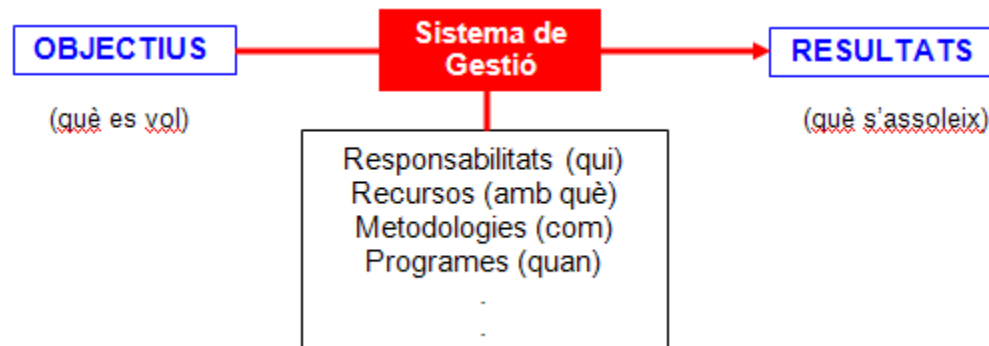 OBJECTIUS
Sistema de
Gestió
RESULTATS
(què es vol)
(què s'assoleix)
Responsabilitats (qui)
Recursos (amb què)
Metodologies (com)
Programes (quan)
.
.